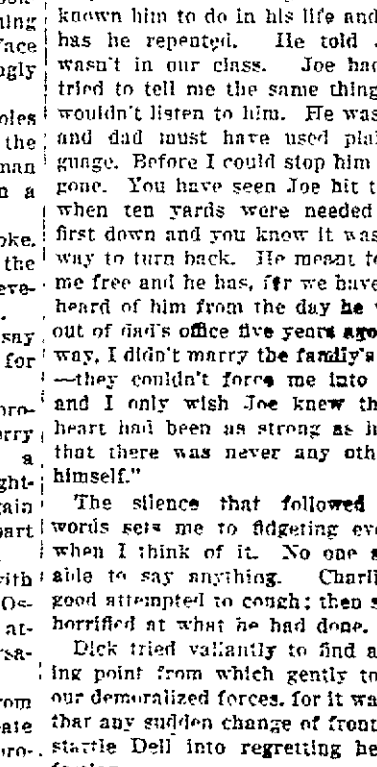 known him to do in his life and
has he repented. He told J
wasn't in our class. Joe had
tried to tell me the same thing
wouldn't listen to him. He was
and dad must have used plai
guage. Before I could stop him
gone. You have seen Joe hit t
when ten yards were needed
first down and you know it was
way to turn back. He meant to
me free and he has, for we have
heard of him from the day he
out of dad's office five years ago
way, I didn't marry the family's
—they couldn't force me into
and I only wish Joe knew th
heart had been as strong as h
that there was never any oth
himself."
The silence that followed
words sets me to fidgeting eve
when I think of it. No one
able to say anything. Charli
good attempted to cough; then s
horrified at what he had done.
Dick tried valiantly to find a
ing point from which gently to
our demoralized forces, for it wa
that any sudden change of front
startle Dell into regretting he